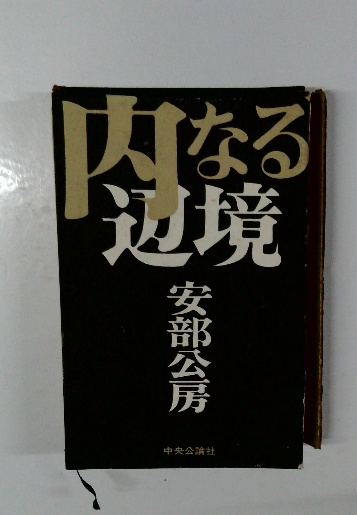 内なる
辺境
安部公房
中央公論社